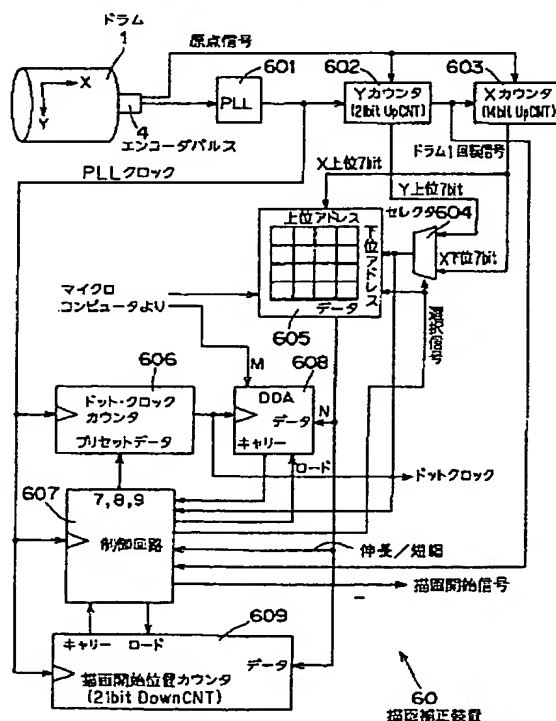 ドラム
1
X
Y
4
エンコーダパルス
原点信号
601
PLL
602
Yカウンタ
(21bit UpCNT)
603
Xカウンタ
(14bit UpCNT)
ドラム1回転信号
PLLクロック
X上位7bit
Y上位7bit
セレクタ604
X下位7bit
上位アドレス
下位アドレス
データ
605
選択信号
マイクロ
コンピュータより
M
606
ドット・クロック
カウンタ
プリセットデータ
608
DDA
データ
N
キャリー
ロード
ドットクロック
607
7,8,9
制御回路
伸長/短縮
描画開始信号
609
キャリー
ロード
データ
描画開始位置カウンタ
(21bit DownCNT)
60
描画補正装置